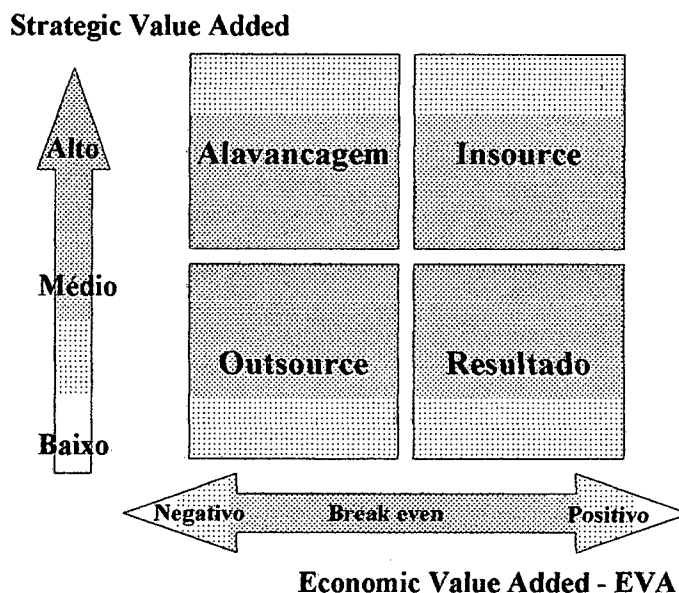 Strategic Value Added
Alto
Alavancagem
Insource
Médio
Outsource
Resultado
Baixo
Negativo
Break even
Positivo
Economic Value Added - EVA